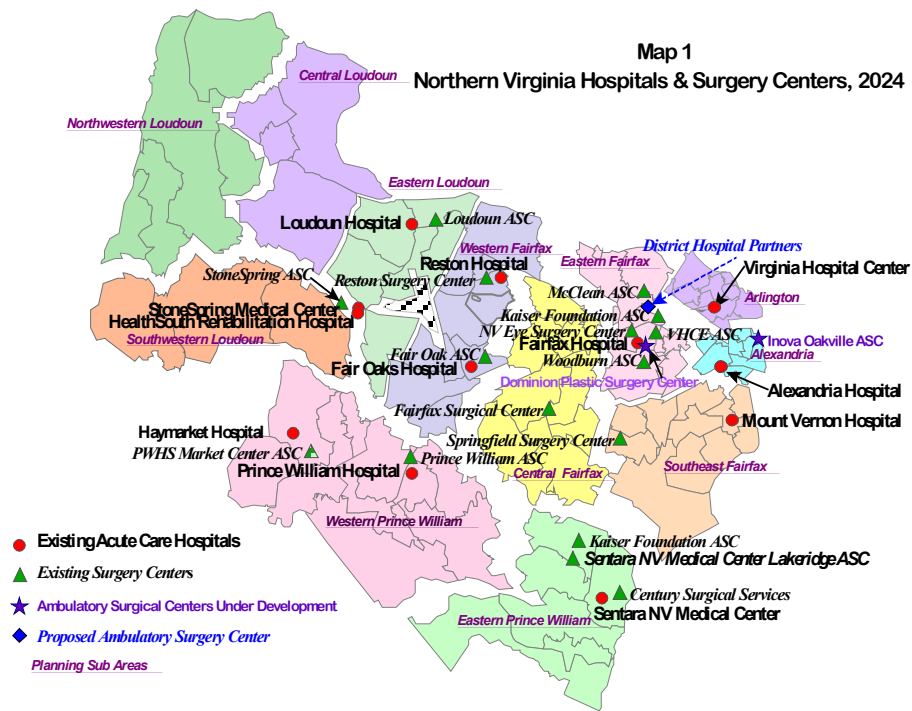 Map 1
Northern Virginia Hospitals & Surgery Centers, 2024
Central Loudoun
Northwestern Loudoun
Eastern Loudoun
Loudoun Hospital
Loudoun ASC
Western Fairfax
Eastern Fairfax
District Hospital Partners
StoneSpring ASC
Reston Hospital
Reston Surgery Center
McClean ASC
Virginia Hospital Center
Arlington
StoneSpring Medical Center
HealthSouth Rehabilitation Hospital
Southwestern Loudoun
Kaiser Foundation ASC
NV Eye Surgery Center
VHCE ASC
Fairfax Hospital
Inova Oakville ASC
Alexandria
Fair Oak ASC
Fair Oaks Hospital
Woodburn ASC
Dominion Plastic Surgery Center
Alexandria Hospital
Fairfax Surgical Center
Mount Vernon Hospital
Haymarket Hospital
PWHS Market Center ASC
Springfield Surgery Center
Prince William ASC
Prince William Hospital
Central Fairfax
Southeast Fairfax
Western Prince William
Existing Acute Care Hospitals
Existing Surgery Centers
Ambulatory Surgical Centers Under Development
Proposed Ambulatory Surgery Center
Planning Sub Areas
Kaiser Foundation ASC
Sentara NV Medical Center Lakeridge ASC
Century Surgical Services
Sentara NV Medical Center
Eastern Prince William